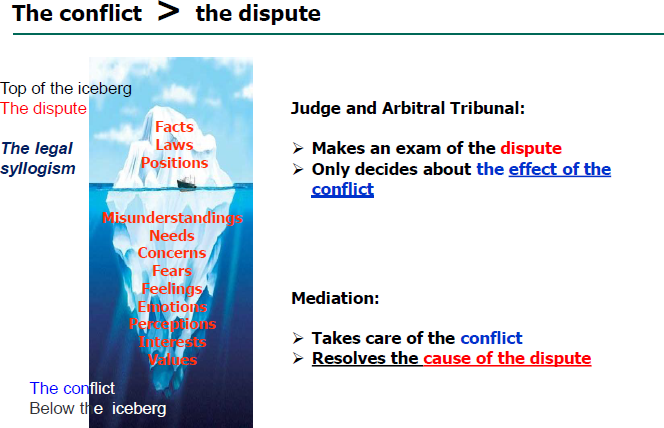 The conflict > the dispute
Top of the iceberg
The dispute
The legal
syllogism
Facts
Laws
Positions
Misunderstandings
Needs
Concerns
Fears
Feelings
Emotions
Perceptions
Interests
Values
The conflict
Below the iceberg
Judge and Arbitral Tribunal:
➢ Makes an exam of the dispute
➢ Only decides about the effect of the
conflict
Mediation:
➢ Takes care of the conflict
➢ Resolves the cause of the dispute